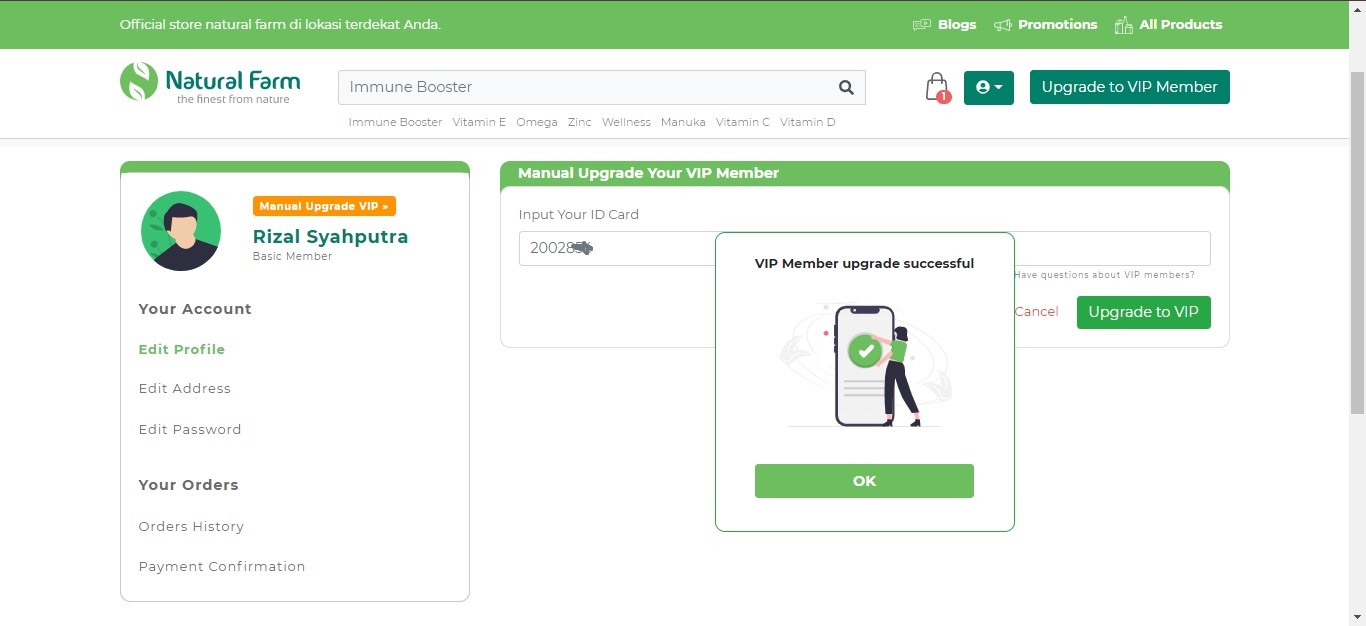 Official store natural farm di lokasi terdekat Anda.
Blogs Promotions All Products
Natural Farm
the finest from nature
Immune Booster
1
Upgrade to VIP Member
Immune Booster Vitamin E Omega Zinc Wellness Manuka Vitamin C Vitamin D
Manual Upgrade VIP »
Rizal Syahputra
Basic Member
Your Account
Edit Profile
Edit Address
Edit Password
Your Orders
Orders History
Payment Confirmation
Manual Upgrade Your VIP Member
Input Your ID Card
20028
Have questions about VIP members?
Cancel
Upgrade to VIP
VIP Member upgrade successful
OK